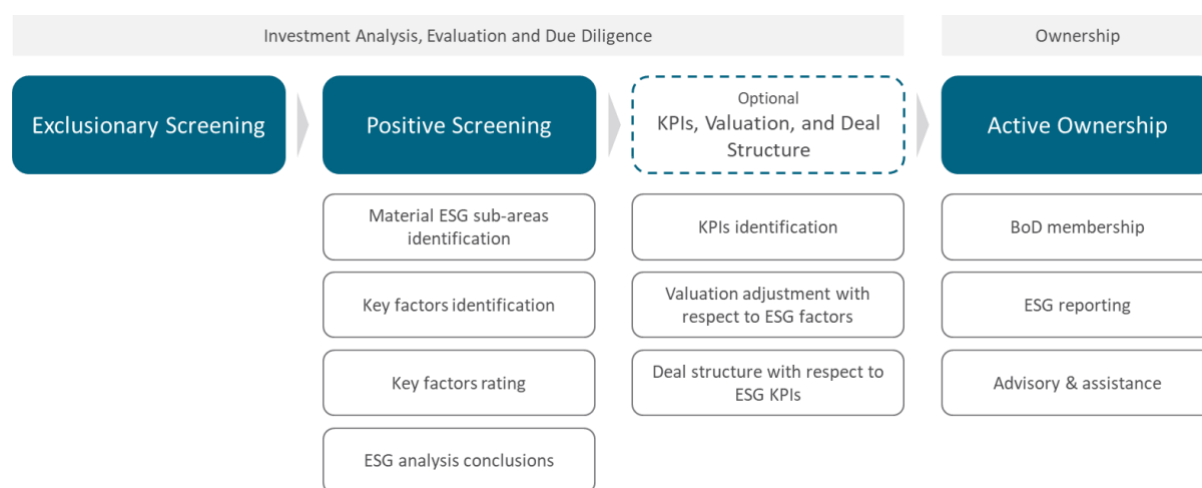 Investment Analysis, Evaluation and Due Diligence
Ownership
Exclusionary Screening
Positive Screening
Optional
KPIs, Valuation, and Deal
Structure
Active Ownership
Material ESG sub-areas
identification
Key factors identification
Key factors rating
ESG analysis conclusions
KPIs identification
Valuation adjustment with
respect to ESG factors
Deal structure with respect to
ESG KPIs
BoD membership
ESG reporting
Advisory & assistance